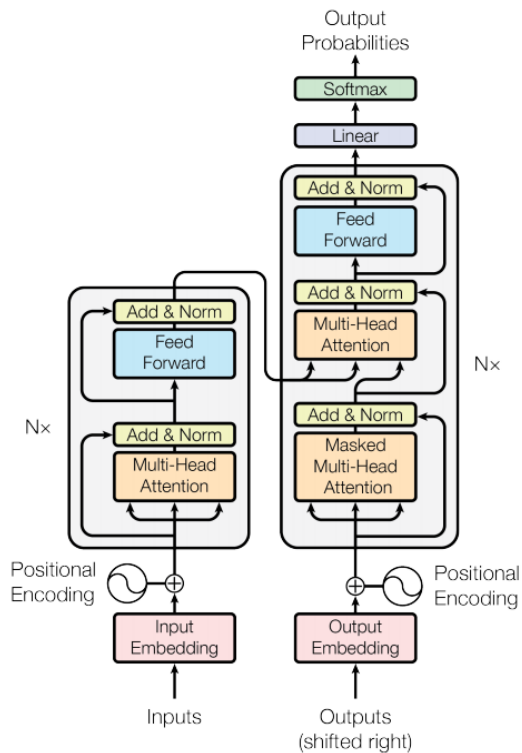 Output
Probabilities
Softmax
Linear
Add & Norm
Feed
Forward
Add & Norm
Multi-Head
Attention
Add & Norm
Masked
Multi-Head
Attention
N×
Add & Norm
Feed
Forward
Add & Norm
Multi-Head
Attention
N×
Positional
Encoding
Positional
Encoding
Input
Embedding
Output
Embedding
Inputs
Outputs
(shifted right)